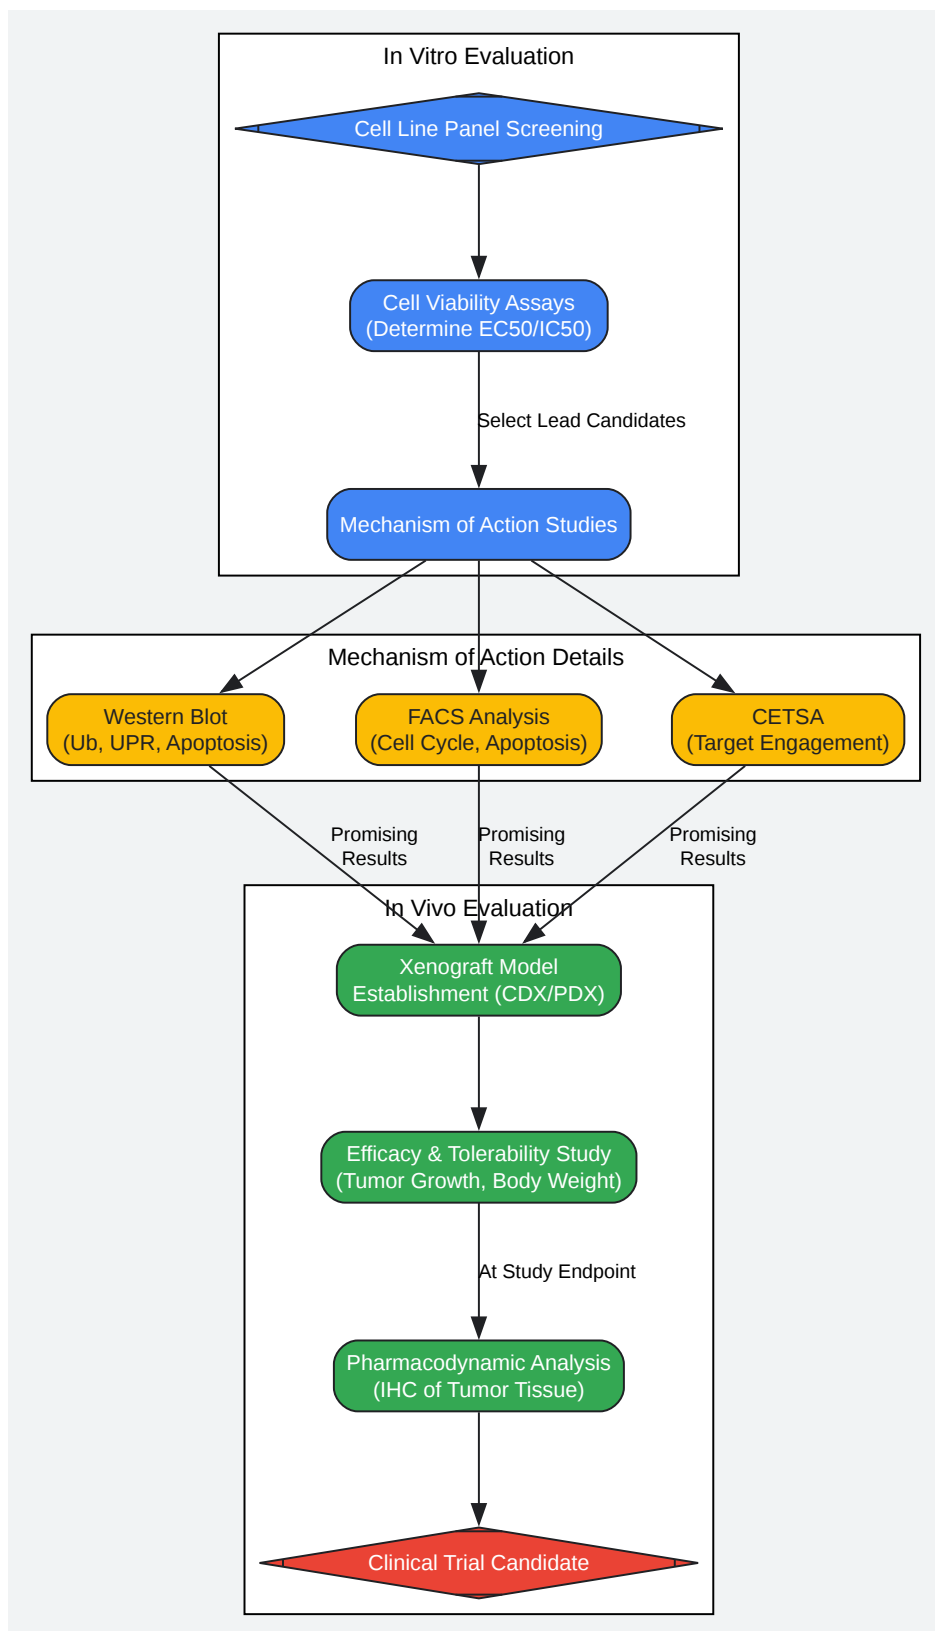 In Vitro Evaluation
Cell Line Panel Screening
Cell Viability Assays
(Determine EC50/IC50)
Select Lead Candidates
Mechanism of Action Studies
Mechanism of Action Details
Western Blot
(Ub, UPR, Apoptosis)
FACS Analysis
(Cell Cycle, Apoptosis)
CETSA
(Target Engagement)
Promising
Results
Promising
Results
Promising
Results
In Vivo Evaluation
Xenograft Model
Establishment (CDX/PDX)
Efficacy & Tolerability Study
(Tumor Growth, Body Weight)
At Study Endpoint
Pharmacodynamic Analysis
(IHC of Tumor Tissue)
Clinical Trial Candidate